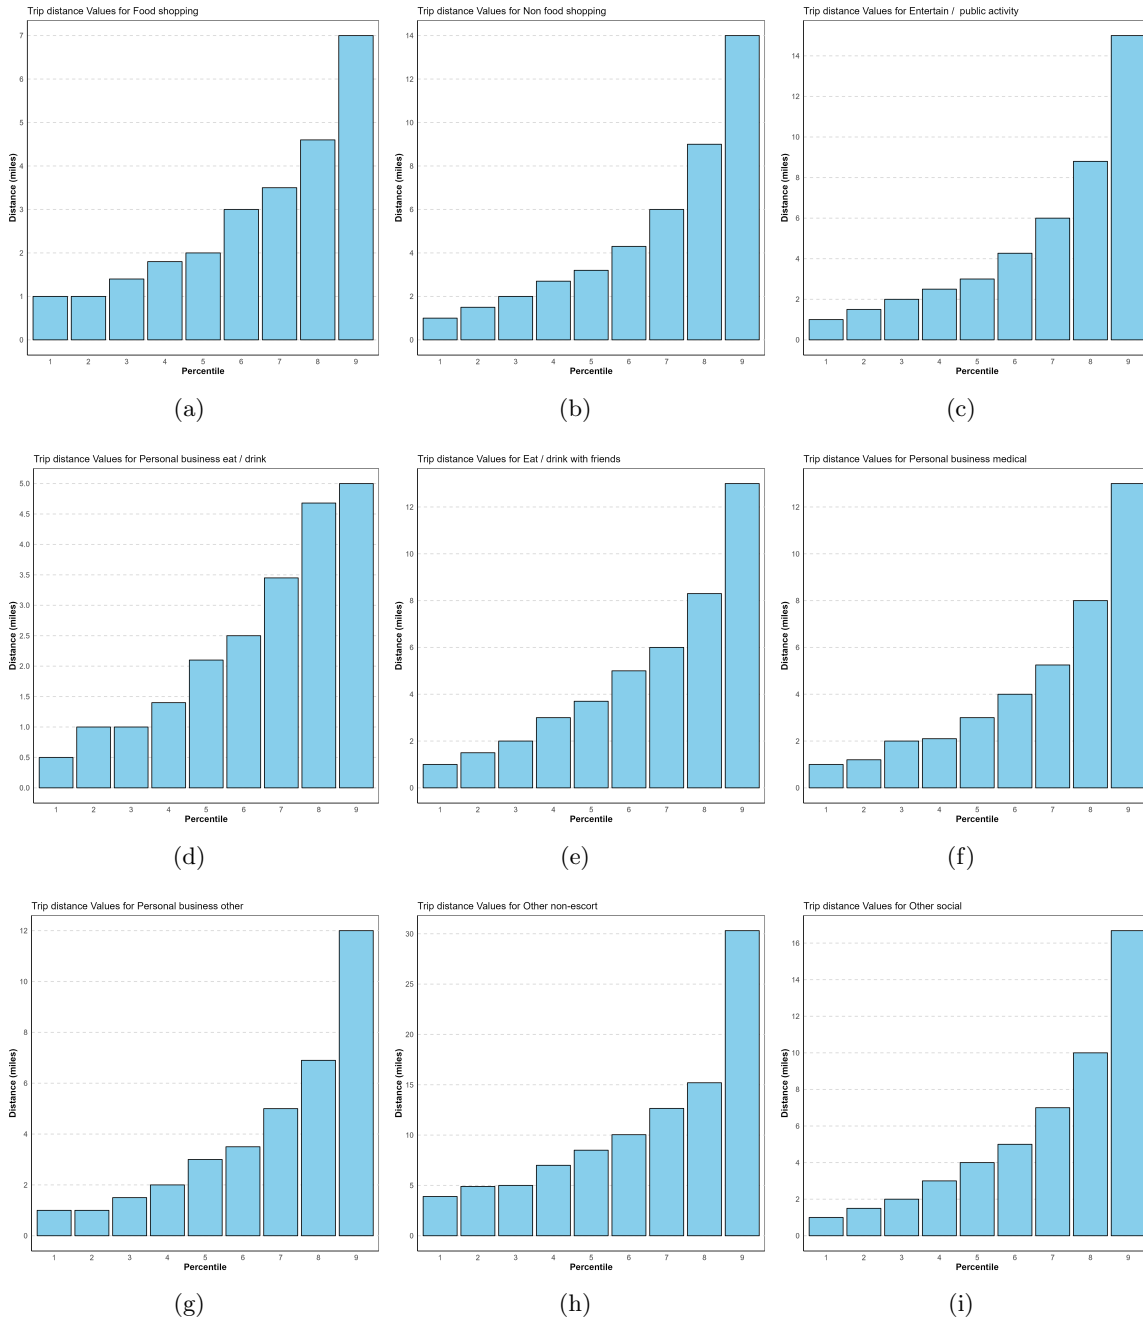 Trip distance Values for Food shopping
Distance (miles)
7
6
5
4
3
2
1
0
1 2 3 4 5 6 7 8 9
Percentile
(a)
Trip distance Values for Non food shopping
Distance (miles)
14
12
10
8
6
4
2
0
1 2 3 4 5 6 7 8 9
Percentile
(b)
Trip distance Values for Entertain / public activity
Distance (miles)
14
12
10
8
6
4
2
0
1 2 3 4 5 6 7 8 9
Percentile
(c)
Trip distance Values for Personal business eat / drink
Distance (miles)
5.0
4.5
4.0
3.5
3.0
2.5
2.0
1.5
1.0
0.5
0.0
1 2 3 4 5 6 7 8 9
Percentile
(d)
Trip distance Values for Eat / drink with friends
Distance (miles)
12
10
8
6
4
2
0
1 2 3 4 5 6 7 8 9
Percentile
(e)
Trip distance Values for Personal business medical
Distance (miles)
12
10
8
6
4
2
0
1 2 3 4 5 6 7 8 9
Percentile
(f)
Trip distance Values for Personal business other
Distance (miles)
12
10
8
6
4
2
0
1 2 3 4 5 6 7 8 9
Percentile
(g)
Trip distance Values for Other non-escort
Distance (miles)
30
25
20
15
10
5
0
1 2 3 4 5 6 7 8 9
Percentile
(h)
Trip distance Values for Other social
Distance (miles)
16
14
12
10
8
6
4
2
0
1 2 3 4 5 6 7 8 9
Percentile
(i)